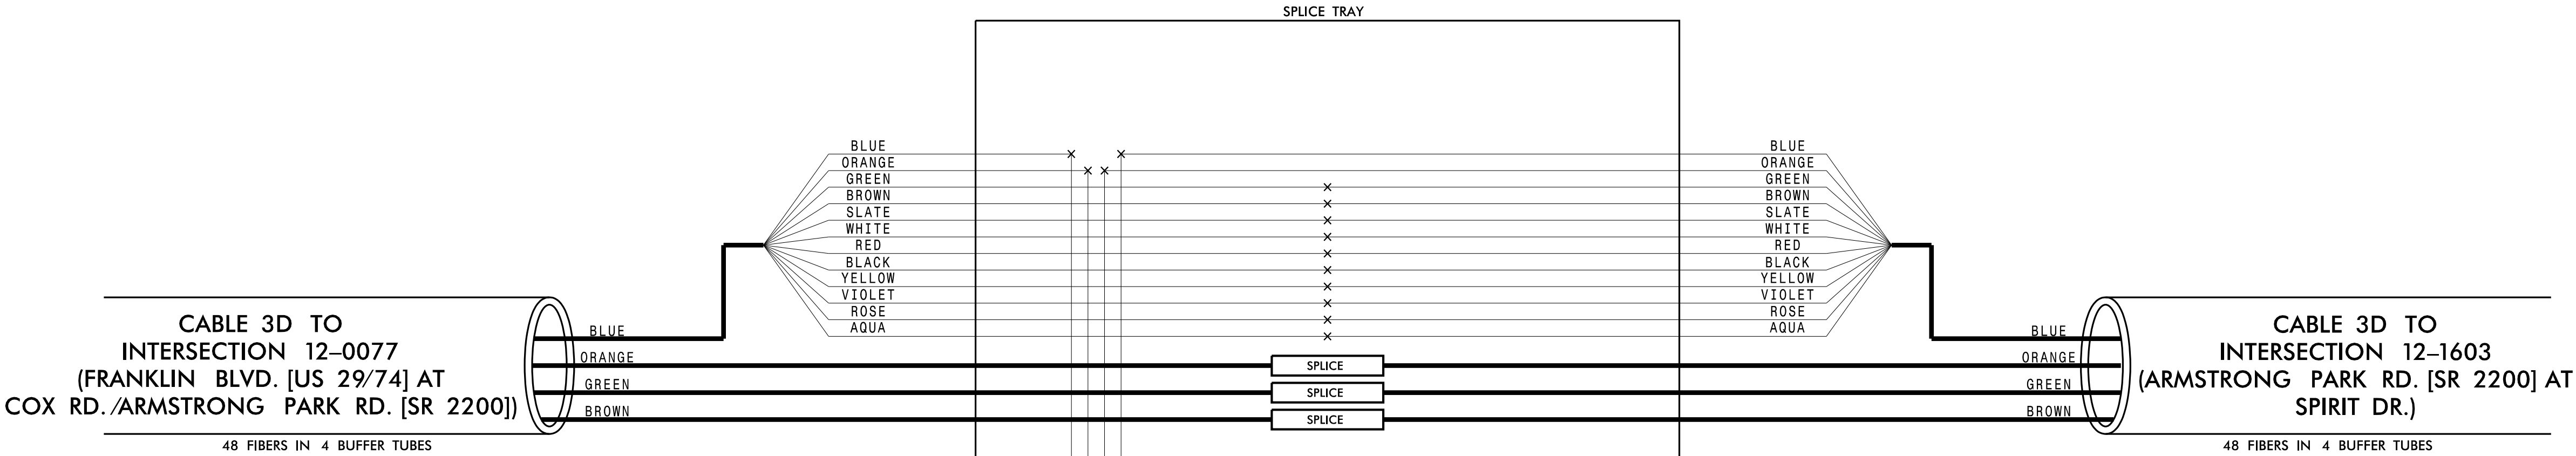 SPLICE TRAY
BLUE
ORANGE
GREEN
BROWN
SLATE
WHITE
RED
BLACK
YELLOW
VIOLET
ROSE
AQUA
BLUE
ORANGE
GREEN
BROWN
SLATE
WHITE
RED
BLACK
YELLOW
VIOLET
ROSE
AQUA
CABLE 3D TO
INTERSECTION 12–0077
(FRANKLIN BLVD. [US 29/74] AT
COX RD./ARMSTRONG PARK RD. [SR 2200])
48 FIBERS IN 4 BUFFER TUBES
BLUE
ORANGE
GREEN
BROWN
SPLICE
SPLICE
SPLICE
BLUE
ORANGE
GREEN
BROWN
CABLE 3D TO
INTERSECTION 12–1603
(ARMSTRONG PARK RD. [SR 2200] AT
SPIRIT DR.)
48 FIBERS IN 4 BUFFER TUBES